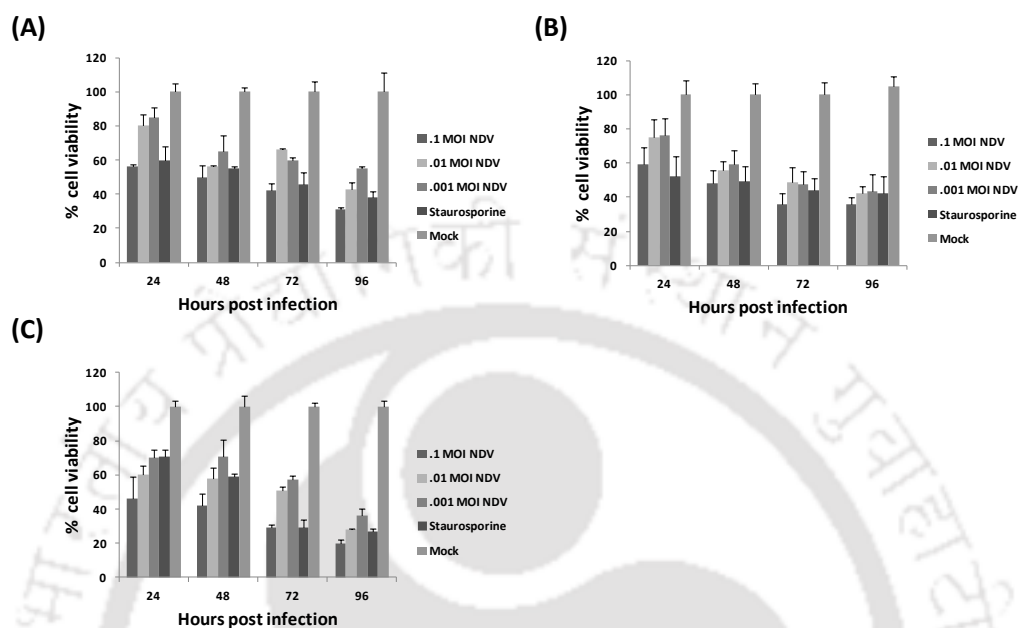 (A)
120
100
80
60
40
20
0
% cell viability
24 48 72 96
Hours post infection
.1 MOI NDV
.01 MOI NDV
.001 MOI NDV
Staurosporine
Mock
(B)
120
100
80
60
40
20
0
% cell viability
24 48 72 96
Hours post infection
.1 MOI NDV
.01 MOI NDV
.001 MOI NDV
Staurosporine
Mock
(C)
120
100
80
60
40
20
0
% cell viability
24 48 72 96
Hours post infection
.1 MOI NDV
.01 MOI NDV
.001 MOI NDV
Staurosporine
Mock